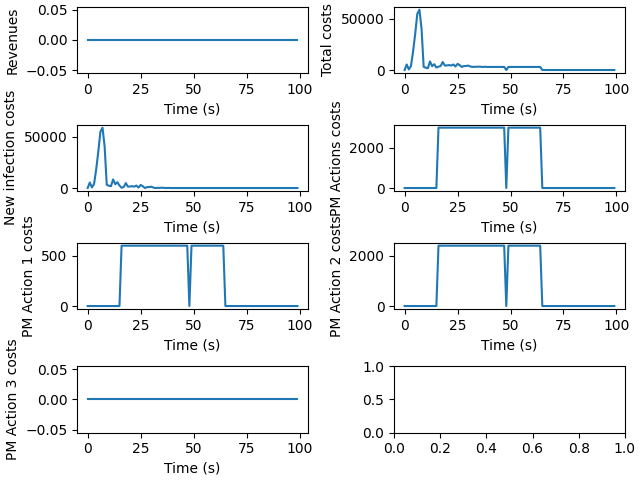 Revenues
0.05
0.00
−0.05
0 25 50 75 100
Time (s)
Total costs
50000
0
0 25 50 75 100
Time (s)
New infection costs
50000
0
0 25 50 75 100
Time (s)
PM Actions costs
2000
0
0 25 50 75 100
Time (s)
PM Action 1 costs
500
0
0 25 50 75 100
Time (s)
PM Action 2 costs
2000
0
0 25 50 75 100
Time (s)
PM Action 3 costs
0.05
0.00
−0.05
0 25 50 75 100
Time (s)
1.0
0.5
0.0
0.0 0.2 0.4 0.6 0.8 1.0